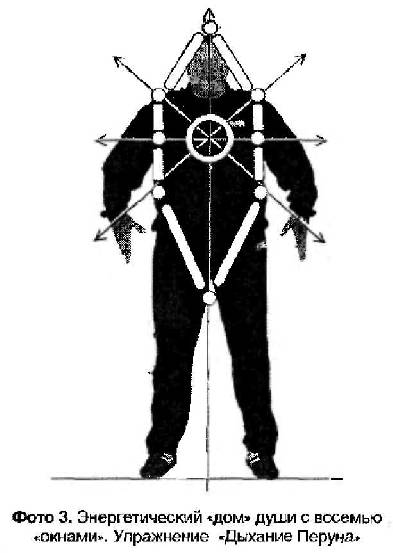 Фото 3. Энергетический «дом» души с восемью
«окнами». Упражнение «Дыхание Перуна»